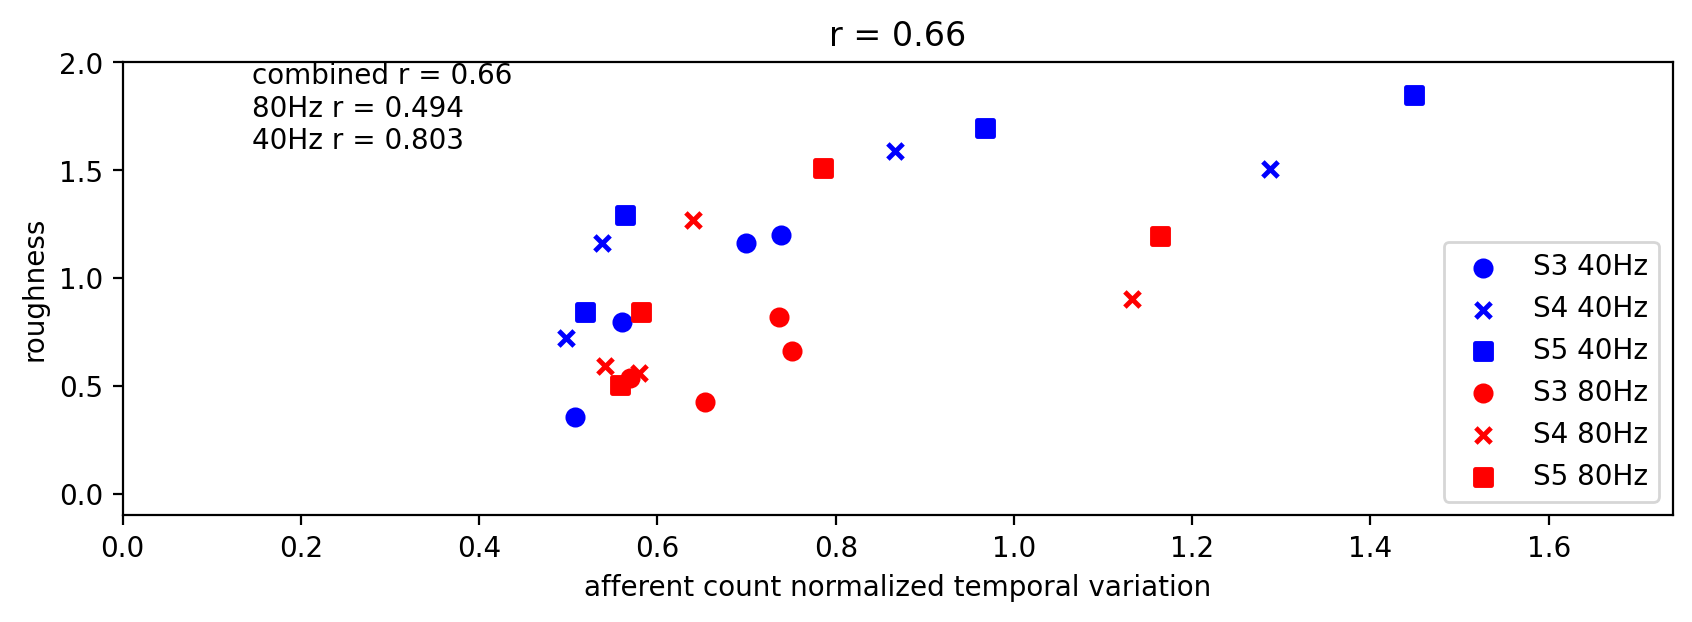 r = 0.66
combined r = 0.66
80Hz r = 0.494
40Hz r = 0.803
2.0
1.5
1.0
0.5
0.0
roughness
S3 40Hz
S4 40Hz
S5 40Hz
S3 80Hz
S4 80Hz
S5 80Hz
0.0 0.2 0.4 0.6 0.8 1.0 1.2 1.4 1.6
afferent count normalized temporal variation